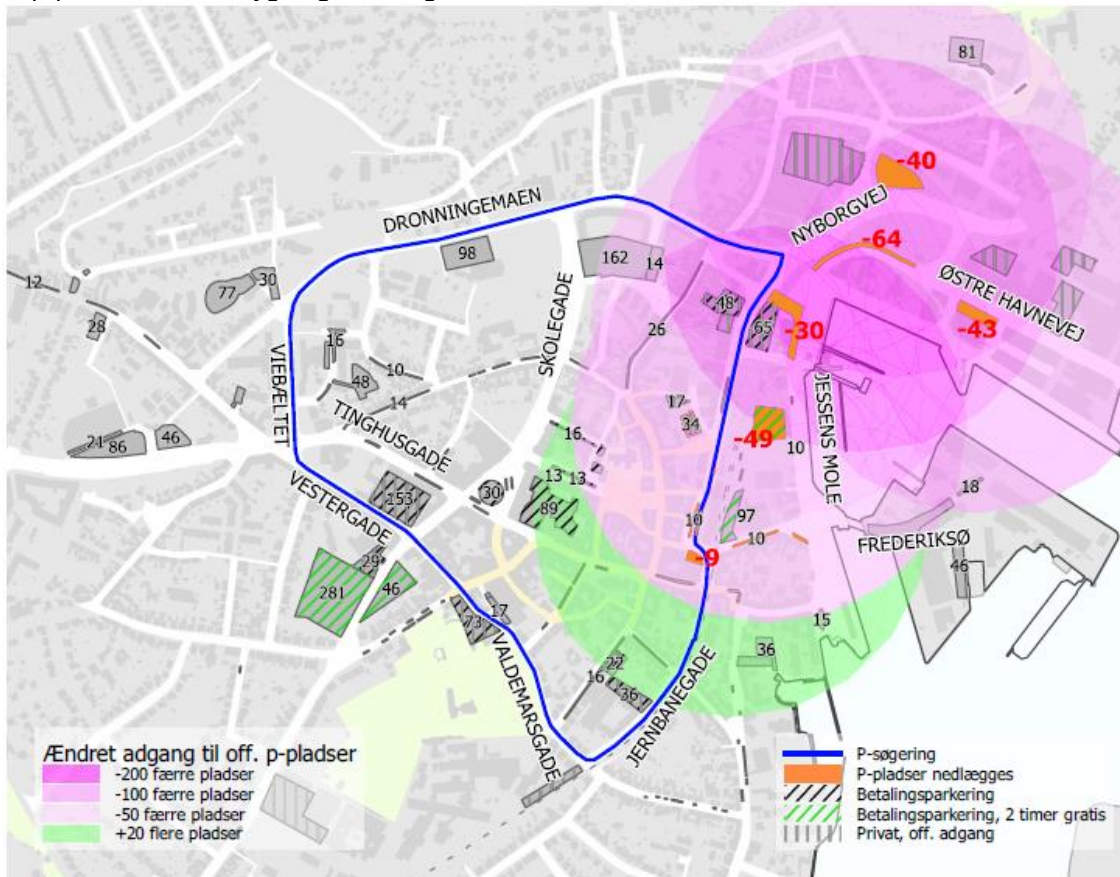 81
-40
NYBORGVEJ
DRONNINGEMAEN
-64
98
162
14
SKOLEGADE
ØSTRE HAVNEVEJ
12
77
30
28
48
65
-30
-43
26
16
10
48
14
VIEBÆLTET
TINGHUSGADE
JESSENS MOLE
17
34
-49
10
21
86
46
16
13
13
153
30
89
VESTERGADE
10
97
10
18
FREDERIKSØ
-9
29
281
46
46
73
17
15
VALDEMARSGADE
22
16
36
36
JERNBANEGADE
Ændret adgang til off. p-pladser
-200 færre pladser
-100 færre pladser
-50 færre pladser
+20 flere pladser
P-søgering
P-pladser nedlægges
Betalingsparkering
Betalingsparkering, 2 timer gratis
Privat, off. adgang